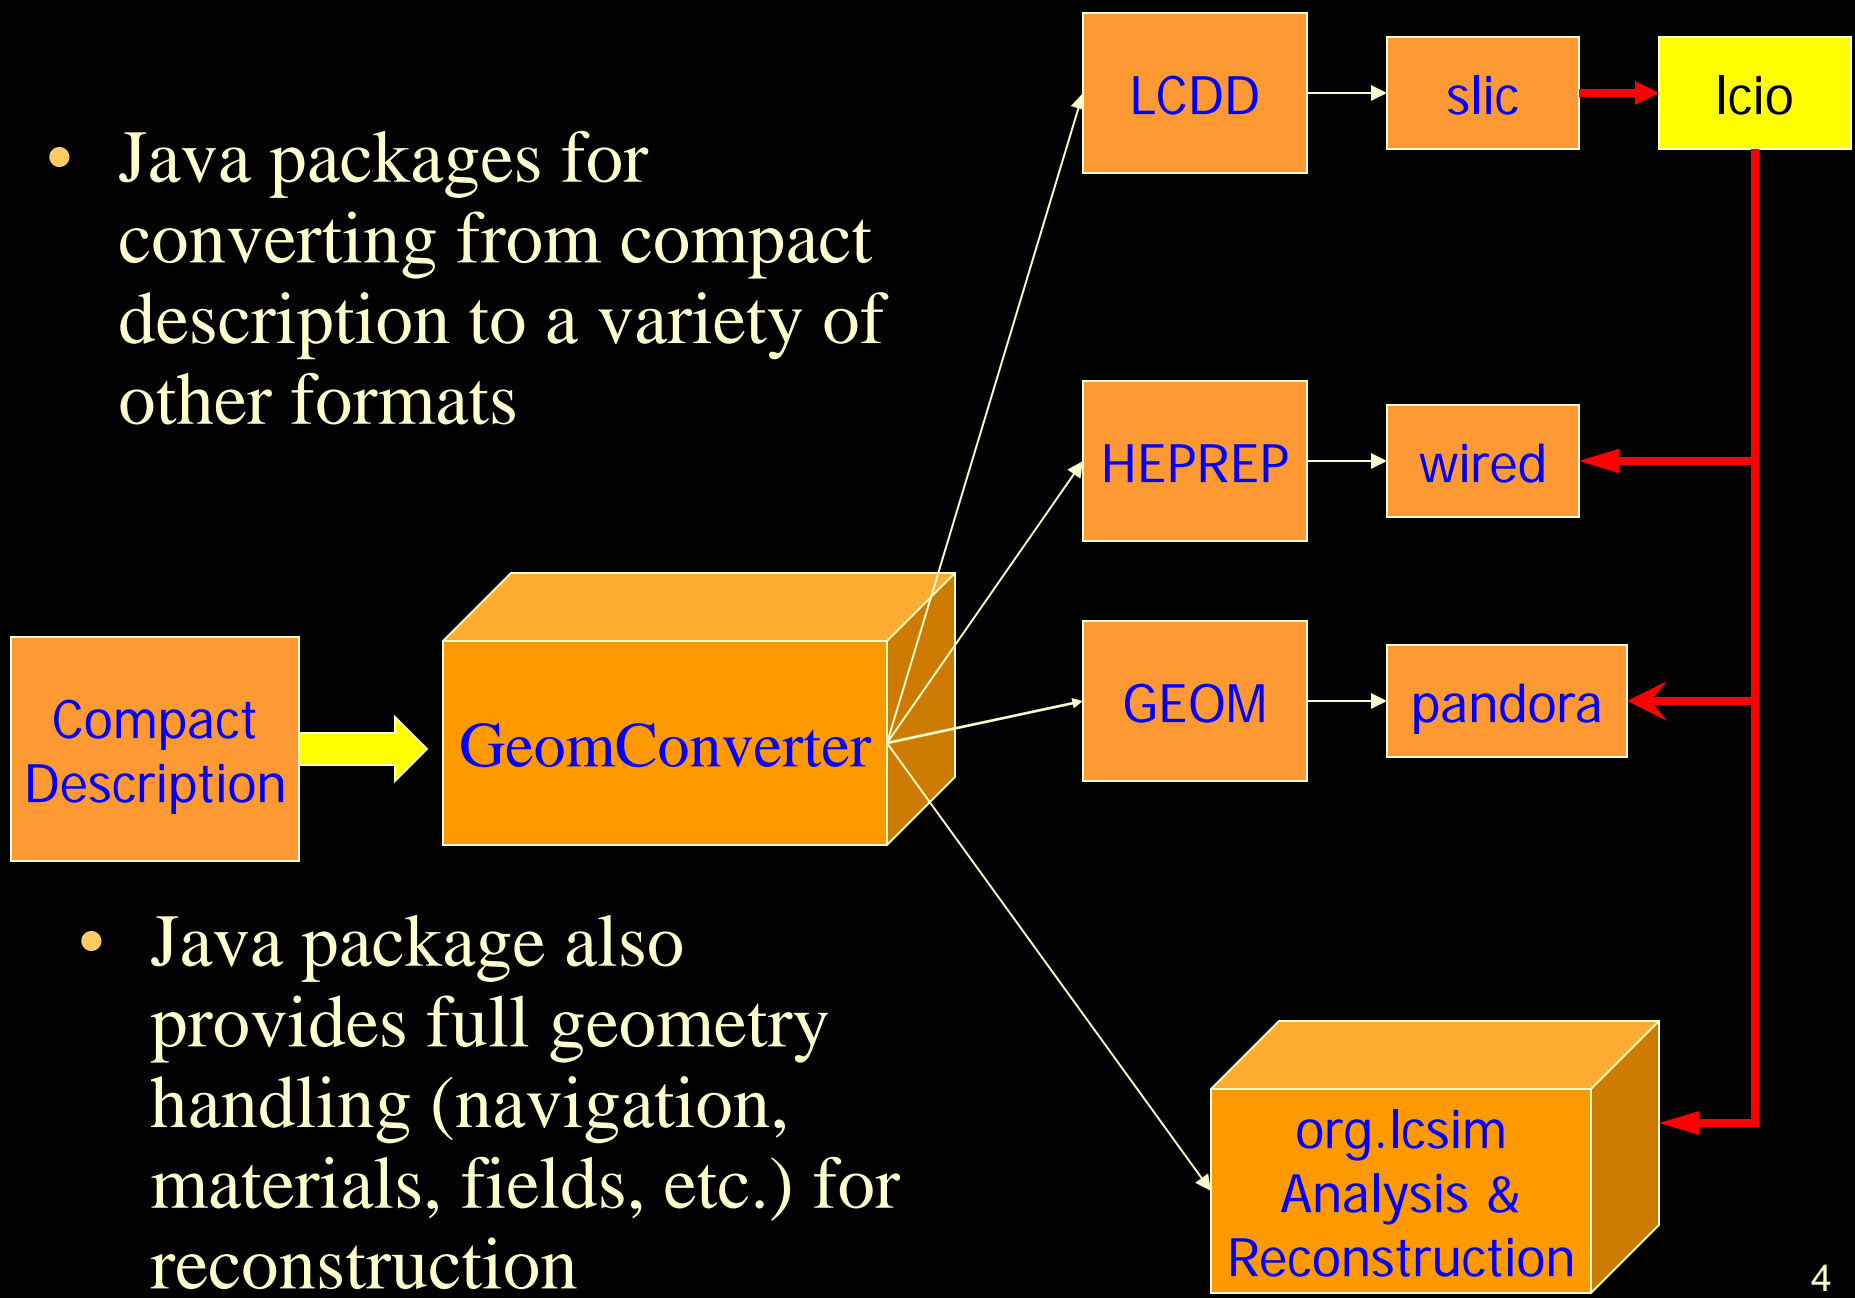 • Java packages for
converting from compact
description to a variety of
other formats
LCDD
slic
lcio
HEPREP
wired
GEOM
pandora
Compact
Description
GeomConverter
• Java package also
provides full geometry
handling (navigation,
materials, fields, etc.) for
reconstruction
org.lcsim
Analysis &
Reconstruction
4